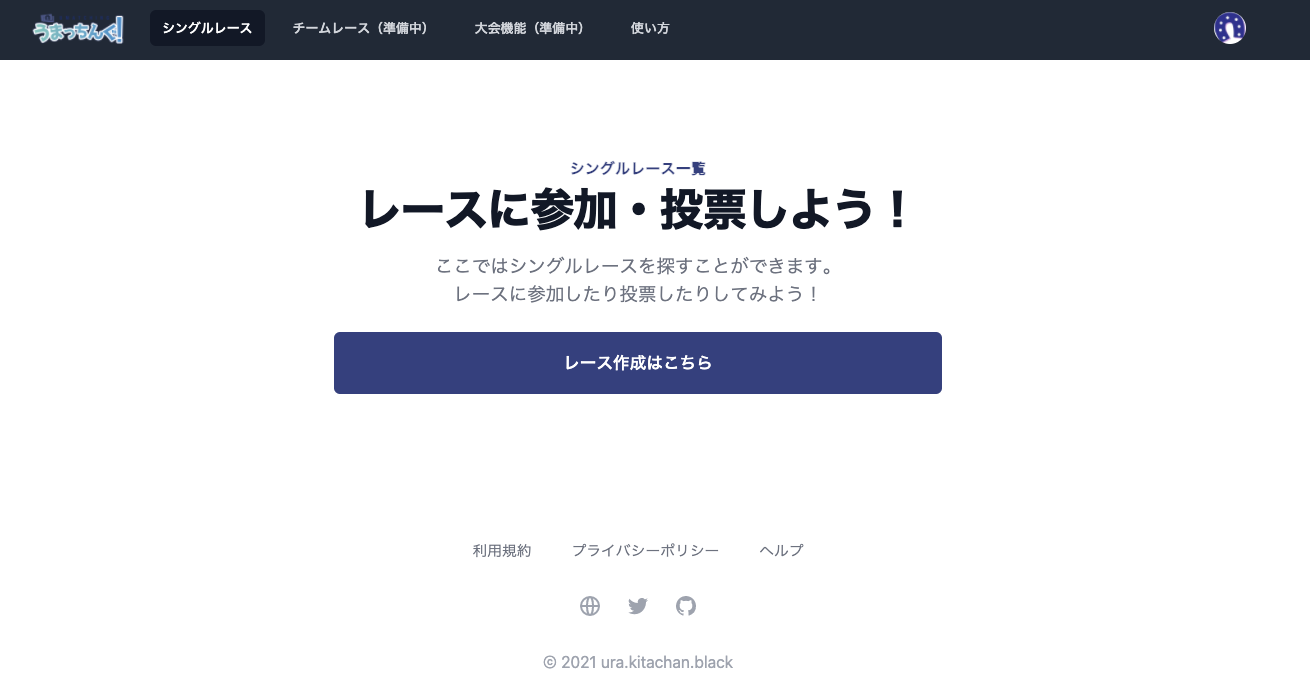 うまっちんぐ!
シングルレース
チームレース（準備中）
大会機能（準備中）
使い方
シングルレース一覧
レースに参加・投票しよう！
ここではシングルレースを探すことができます。
レースに参加したり投票したりしてみよう！
レース作成はこちら
利用規約
プライバシーポリシー
ヘルプ
© 2021 ura.kitachan.black